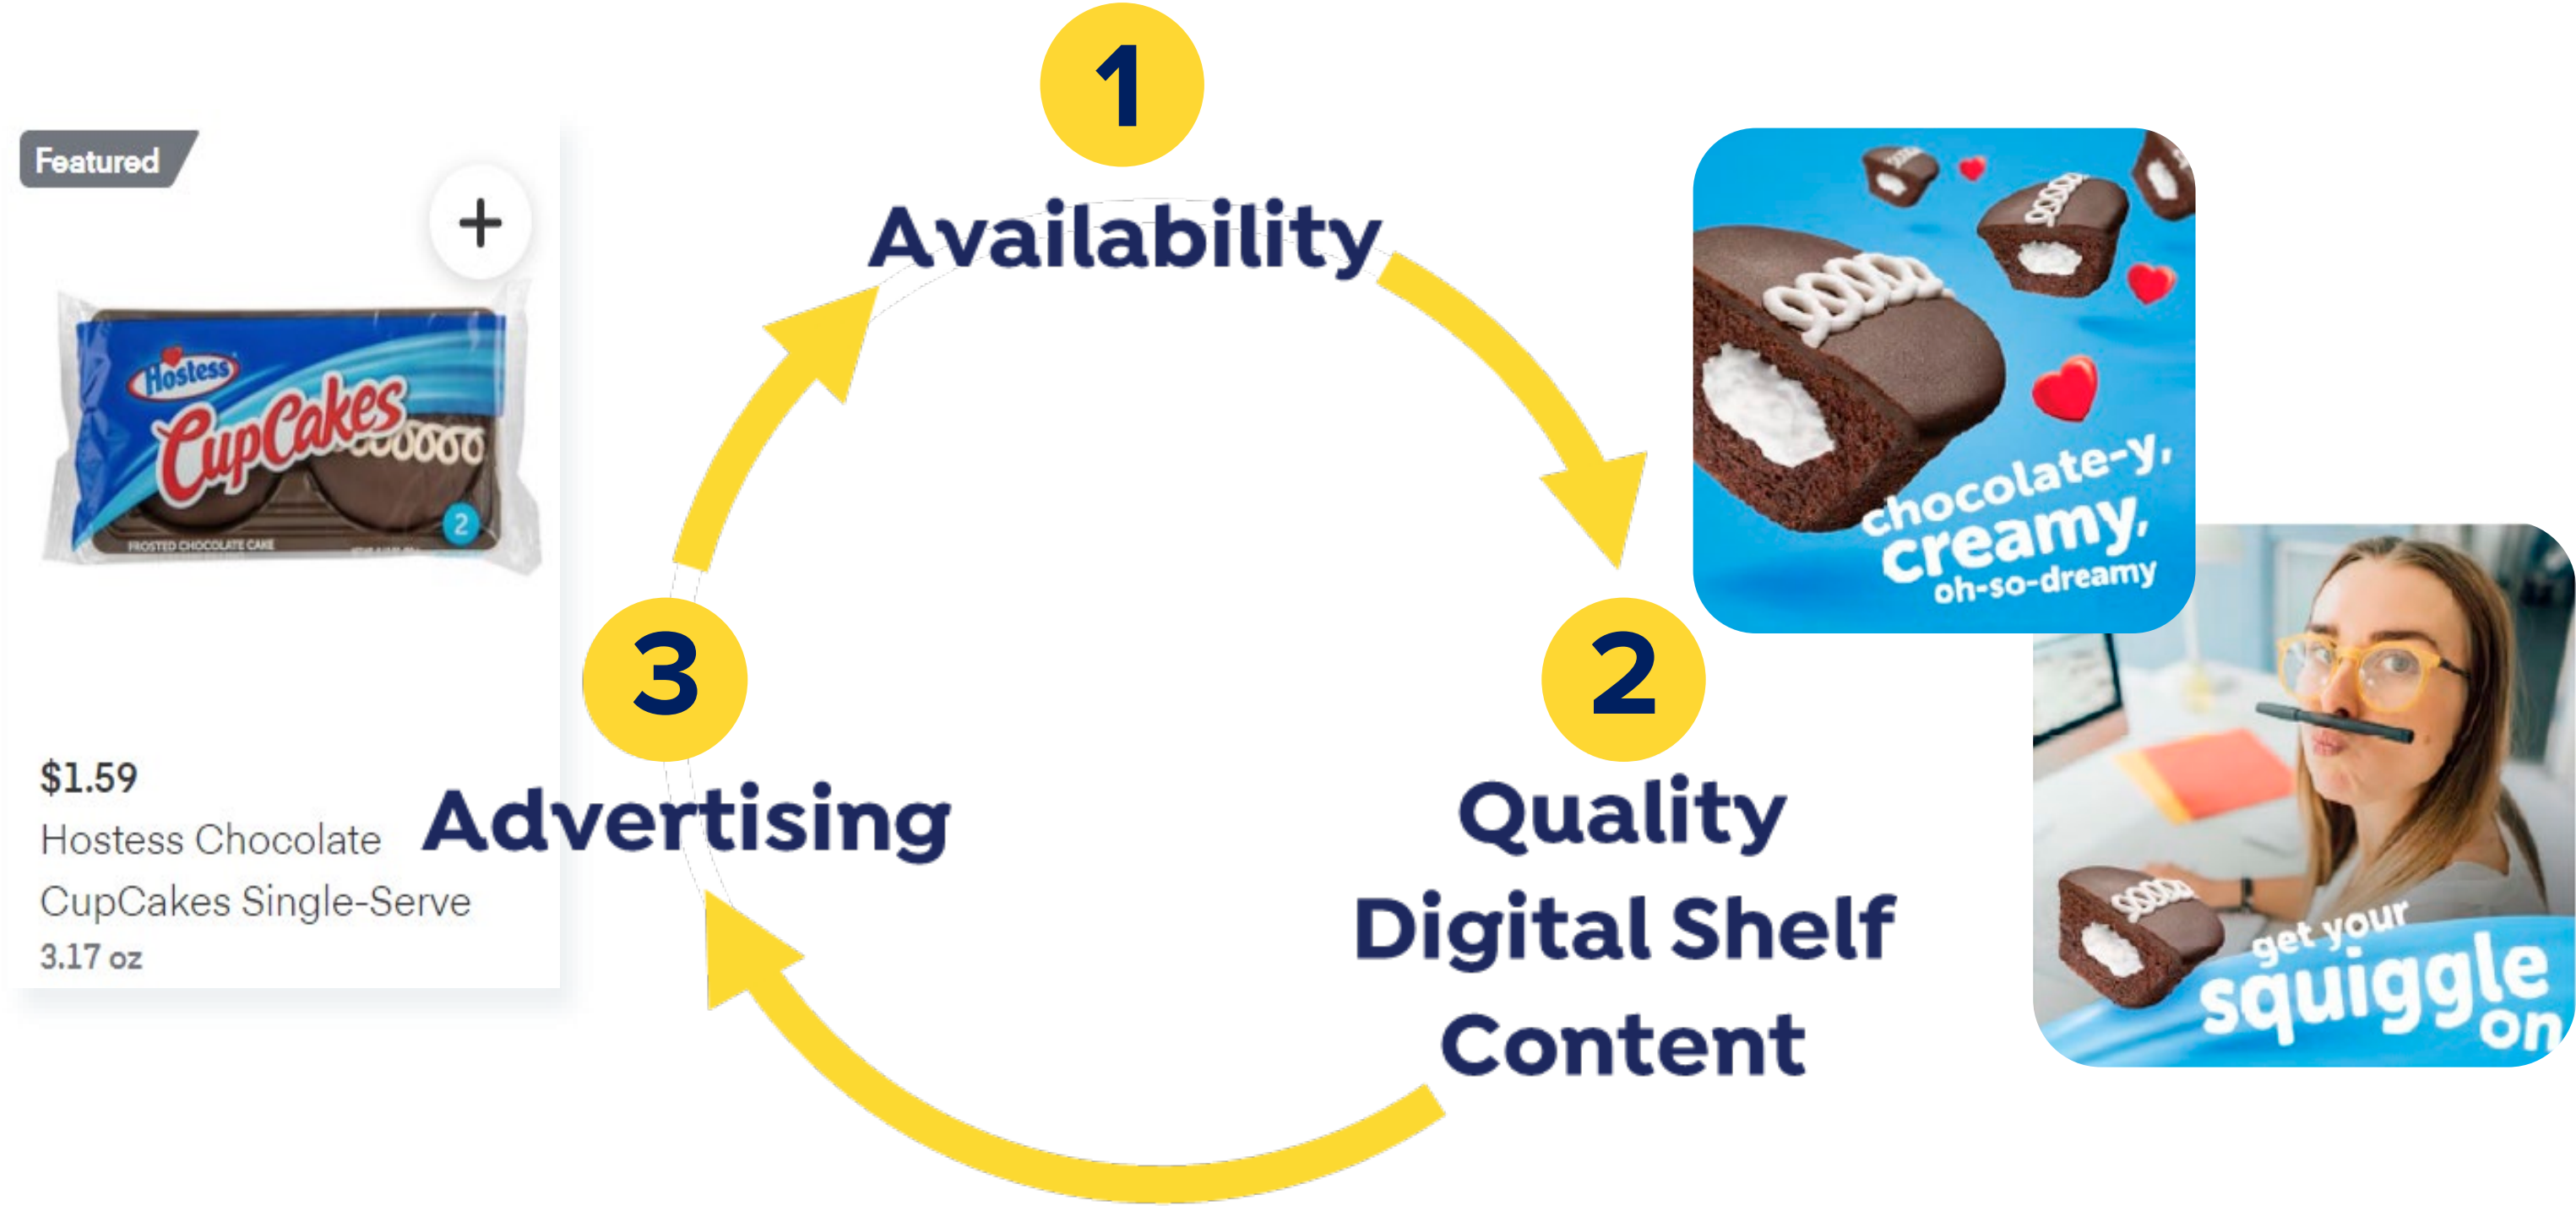 1
Availability
Featured
+
Hostess
CupCakes
2
FROSTED CHOCOLATE CAKE
$1.59
Hostess Chocolate
CupCakes Single-Serve
3.17 oz
3
Advertising
2
Quality
Digital Shelf
Content
chocolate-y,
creamy,
oh-so-dreamy
get your
squiggle
on